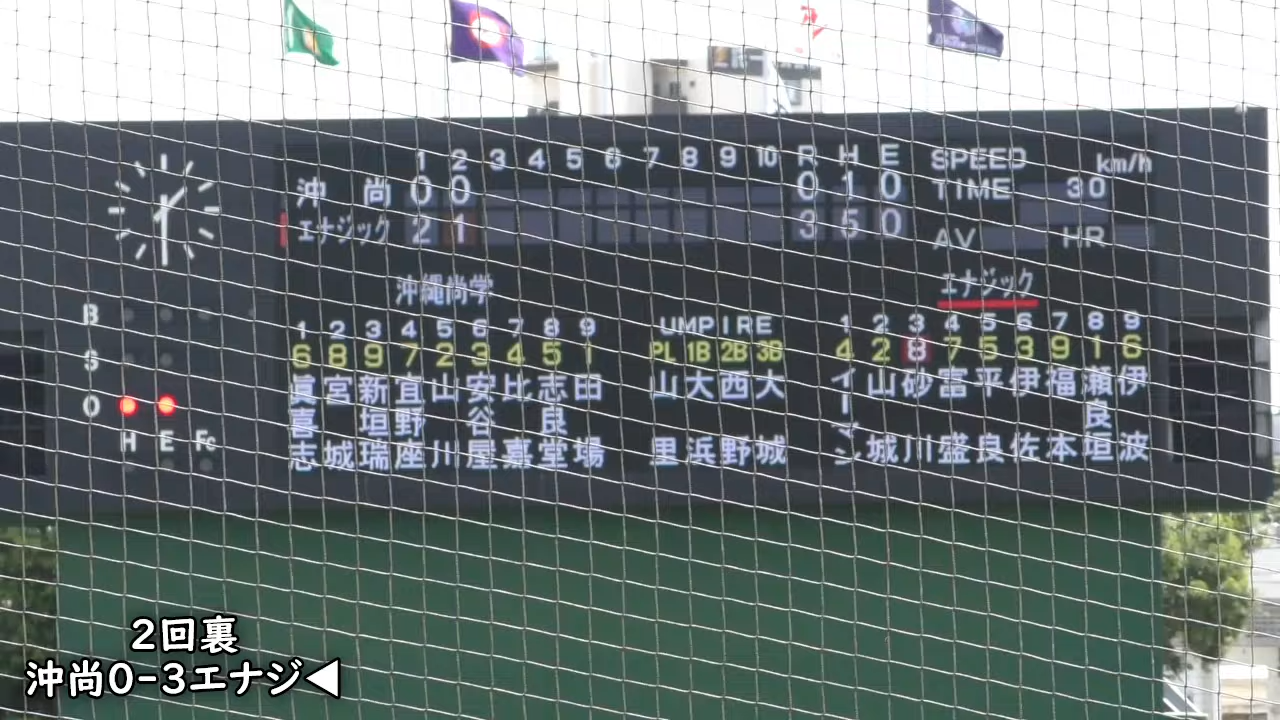 1 2 3 4 5 6 7 8 9 10 R H E
沖 尚 0 0 0 1 0
エナジック 2 1 3 5 0
SPEED km/h
TIME 30
AV HR
沖縄尚学
エナジック
1 2 3 4 5 6 7 8 9
6 8 9 7 2 3 4 5 1
眞喜志
宮城
新垣瑞
宜野座
山川
安谷屋
比嘉
志良堂
田場
UMPIRE
PL 1B 2B 3B
山里
大浜
西野
大城
1 2 3 4 5 6 7 8 9
4 2 8 7 5 3 9 1 6
イーマシ
山城
砂川
富盛
平良
伊佐
福本
瀬良垣
伊波
B
S
O
H E Fc
2回裏
沖尚0-3エナジ◀